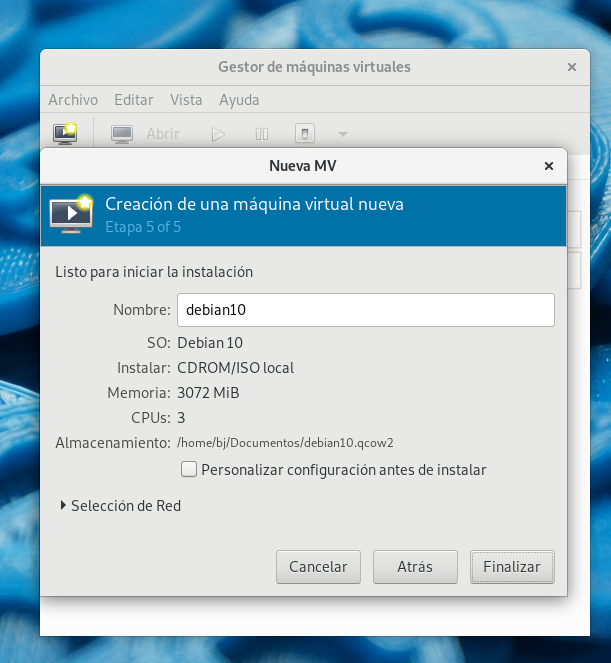 Gestor de máquinas virtuales
Archivo Editar Vista Ayuda
Abrir
Nueva MV
Creación de una máquina virtual nueva
Etapa 5 of 5
Listo para iniciar la instalación
Nombre: debian10
SO: Debian 10
Instalar: CDROM/ISO local
Memoria: 3072 MiB
CPUs: 3
Almacenamiento: /home/bj/Documentos/debian10.qcow2
Personalizar configuración antes de instalar
Selección de Red
Cancelar Atrás Finalizar